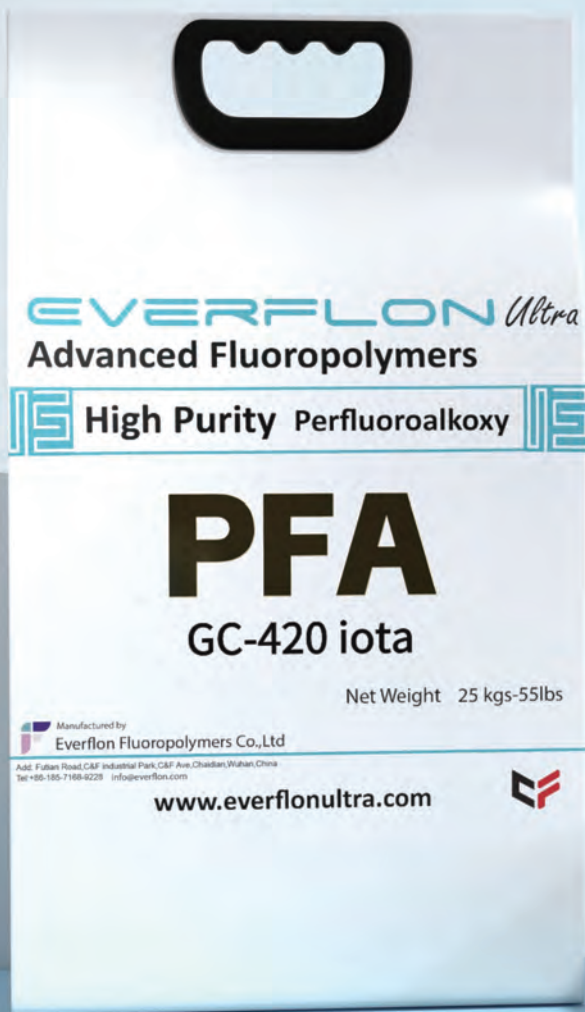 EVERFLON Ultra
Advanced Fluoropolymers
High Purity Perfluoroalkoxy
PFA
GC-420 iota
Net Weight 25 kgs-55lbs
Manufactured by
Everflon Fluoropolymers Co.,Ltd
Add: Futian Road,C&F Industrial Park,C&F Ave,Chaidian,Wuhan,China
Tel:+86-185-7168-9228 info@everflon.com
www.everflonultra.com
CF